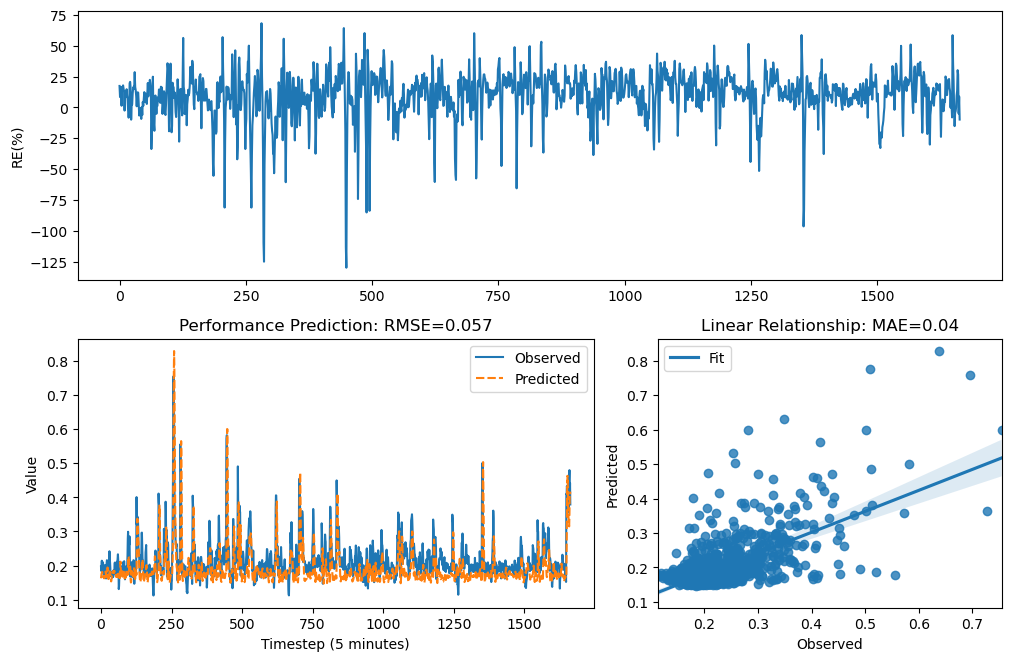 75
50
25
0
−25
−50
−75
−100
−125
RE(%)
0 250 500 750 1000 1250 1500
Performance Prediction: RMSE=0.057
Observed
Predicted
0.8
0.7
0.6
0.5
0.4
0.3
0.2
0.1
Value
0 250 500 750 1000 1250 1500
Timestep (5 minutes)
Linear Relationship: MAE=0.04
Fit
0.8
0.7
0.6
0.5
0.4
0.3
0.2
0.1
Predicted
0.2 0.3 0.4 0.5 0.6 0.7
Observed